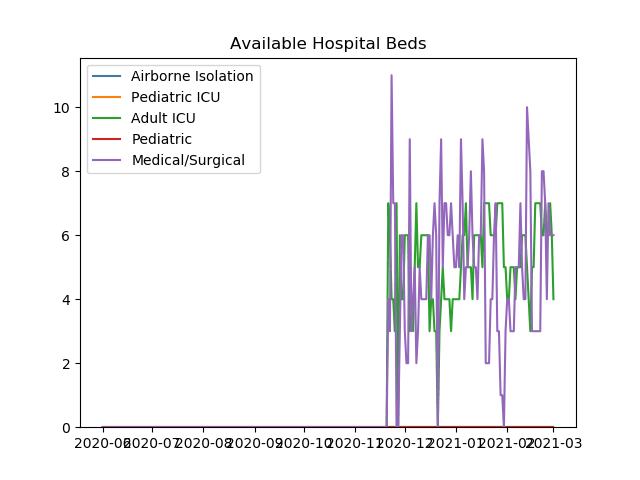 Available Hospital Beds
Airborne Isolation
Pediatric ICU
Adult ICU
Pediatric
Medical/Surgical
10
8
6
4
2
0
2020-06 2020-07 2020-08 2020-09 2020-10 2020-11 2020-12 2021-01 2021-02 2021-03